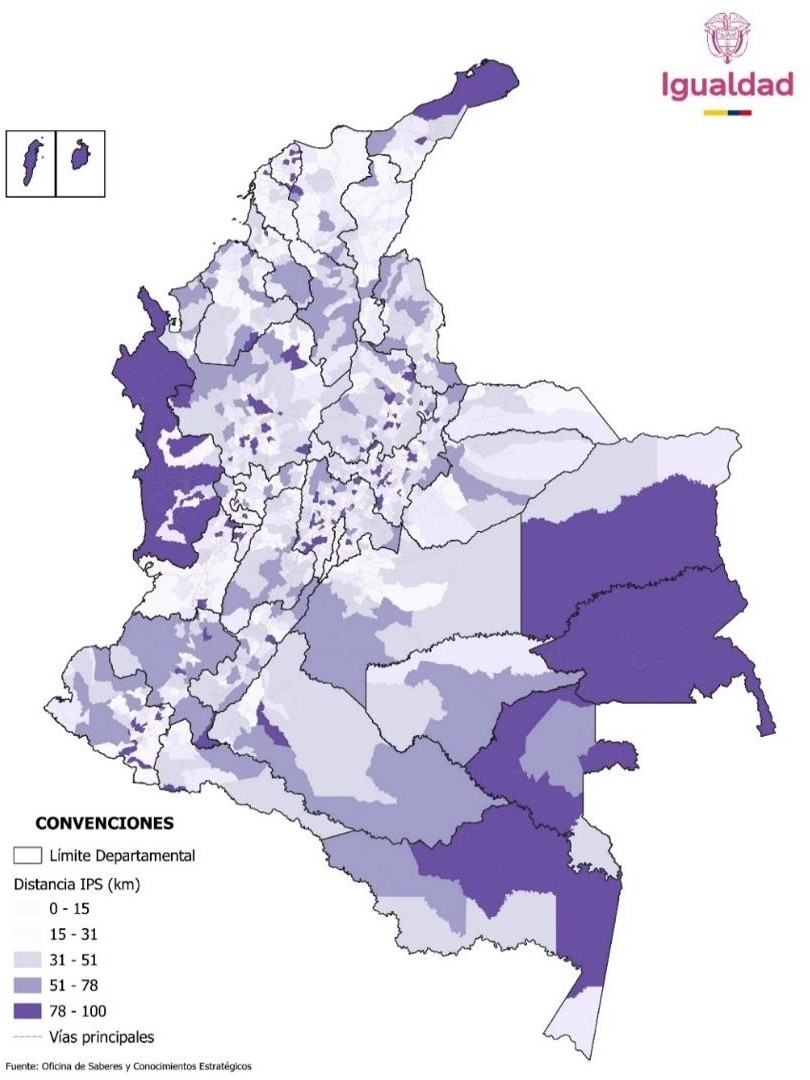 Igualdad
CONVENCIONES
Límite Departamental
Distancia IPS (km)
0 - 15
15 - 31
31 - 51
51 - 78
78 - 100
Vías principales
Fuente: Oficina de Saberes y Conocimientos Estratégicos